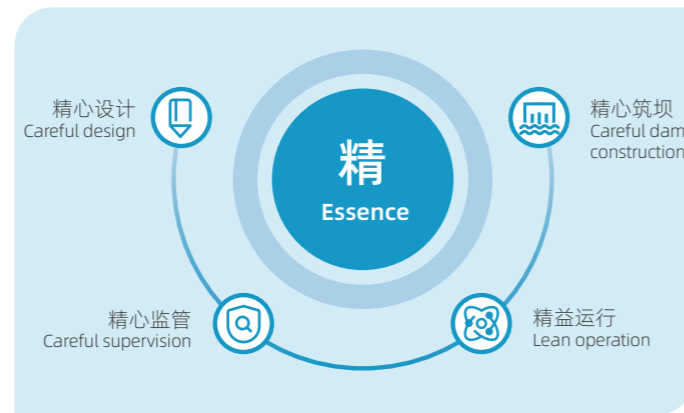 精心设计
Careful design
精
Essence
精心筑坝
Careful dam
construction
精心监管
Careful supervision
精益运行
Lean operation